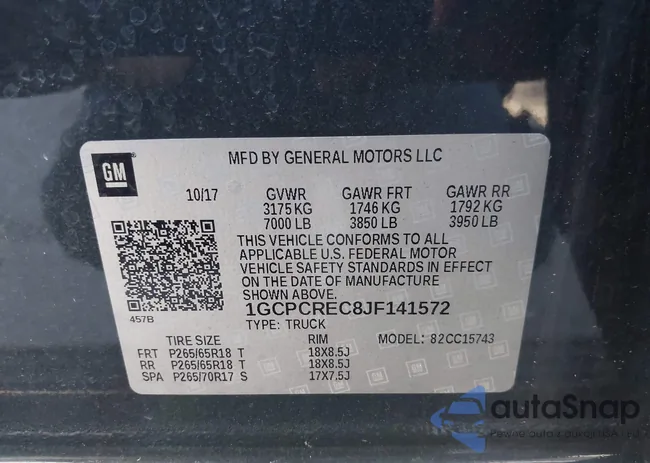 GM
MFD BY GENERAL MOTORS LLC
10/17 GVWR GAWR FRT GAWR RR
3175 KG 1746 KG 1792 KG
7000 LB 3850 LB 3950 LB
THIS VEHICLE CONFORMS TO ALL
APPLICABLE U.S. FEDERAL MOTOR
VEHICLE SAFETY STANDARDS IN EFFECT
ON THE DATE OF MANUFACTURE
SHOWN ABOVE.
457B
1GCPCREC8JF141572
TYPE: TRUCK MODEL: 82CC15743
TIRE SIZE RIM
FRT P265/65R18 T 18X8.5J
RR P265/65R18 T 18X8.5J
SPA P265/70R17 S 17X7.5J
autaSnap